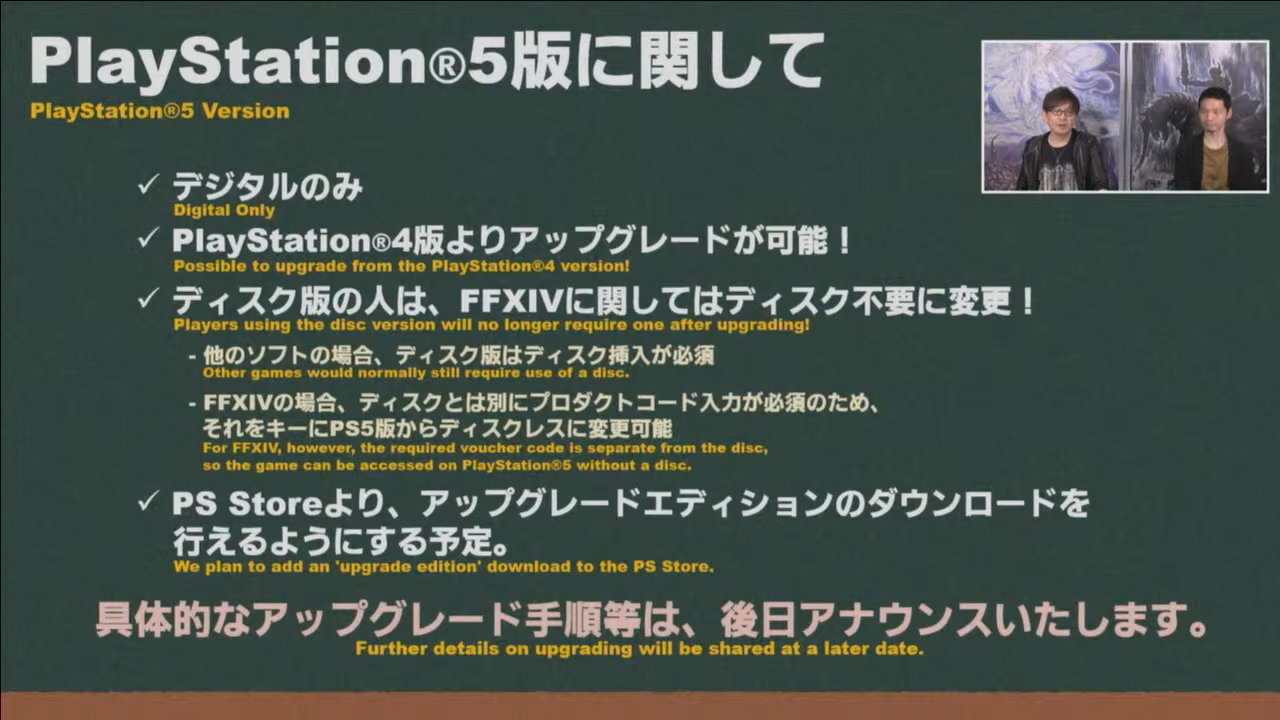 PlayStation®5版に関して
PlayStation®5 Version
✓ デジタルのみ
Digital Only
✓ PlayStation®4版よりアップグレードが可能！
Possible to upgrade from the PlayStation®4 version!
✓ ディスク版の人は、FFXIVに関してはディスク不要に変更！
Players using the disc version will no longer require one after upgrading!
- 他のソフトの場合、ディスク版はディスク挿入が必須
Other games would normally still require use of a disc.
- FFXIVの場合、ディスクとは別にプロダクトコード入力が必須のため、
それをキーにPS5版からディスクレスに変更可能
For FFXIV, however, the required voucher code is separate from the disc,
so the game can be accessed on PlayStation®5 without a disc.
✓ PS Storeより、アップグレードエディションのダウンロードを
行えるようにする予定。
We plan to add an 'upgrade edition' download to the PS Store.
具体的なアップグレード手順等は、後日アナウンスいたします。
Further details on upgrading will be shared at a later date.